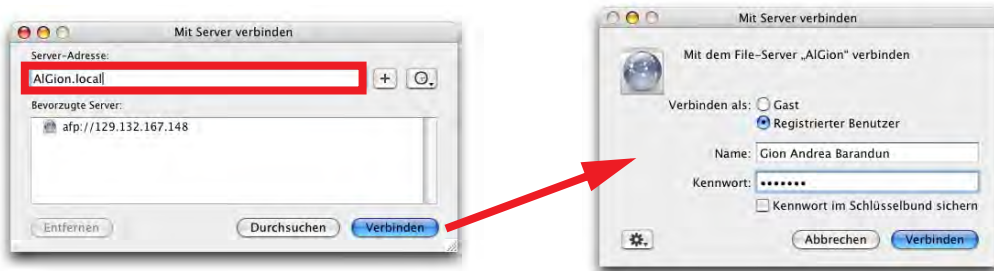 Mit Server verbinden
Server-Adresse:
AlGion.local
+
Bevorzugte Server:
afp://129.132.167.148
Entfernen
Durchsuchen
Verbinden
Mit Server verbinden
Mit dem File-Server „AlGion“ verbinden
Verbinden als: Gast
Registrierter Benutzer
Name: Gion Andrea Barandun
Kennwort: •••••••
Kennwort im Schlüsselbund sichern
Abbrechen
Verbinden